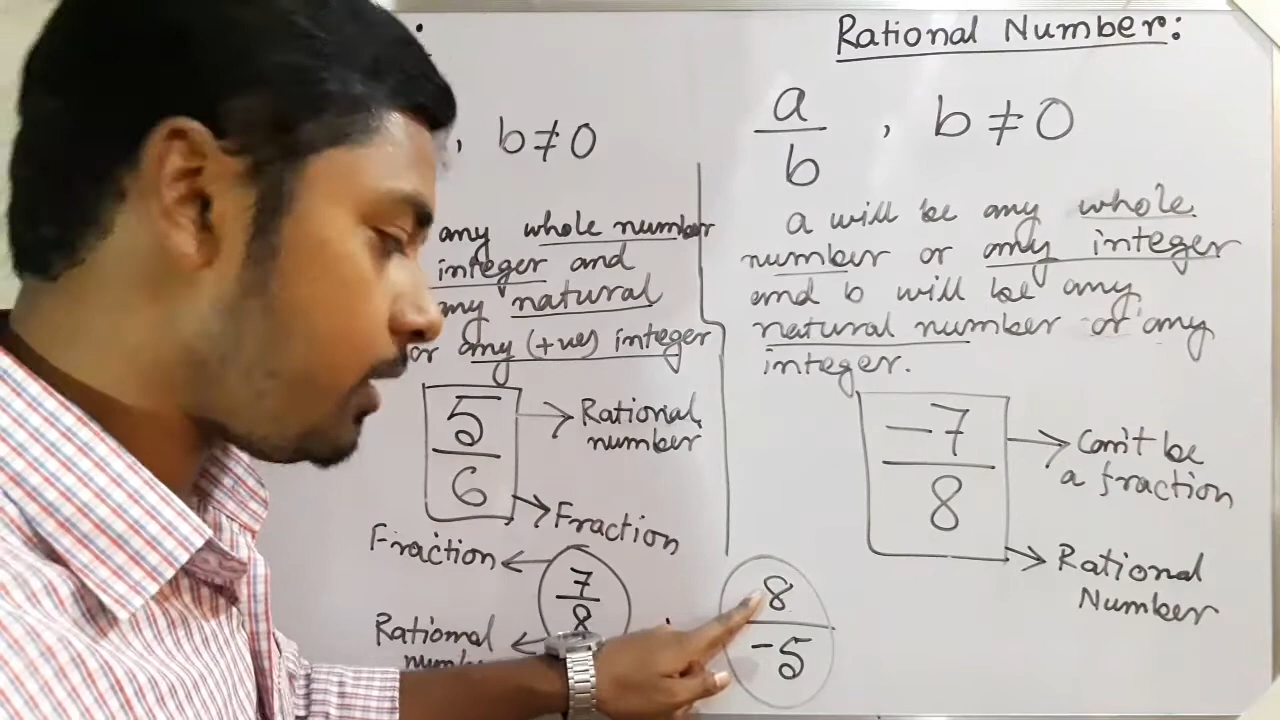 , b ≠ 0
any whole number
integer and
any natural
or any (+ve) integer
5/6
Rational number
Fraction
Fraction
7/8
Rational
Rational Number:
a/b , b ≠ 0
a will be any whole
number or any integer
and b will be any
natural number or any
integer.
-7/8
Can't be
a fraction
Rational
Number
8/-5